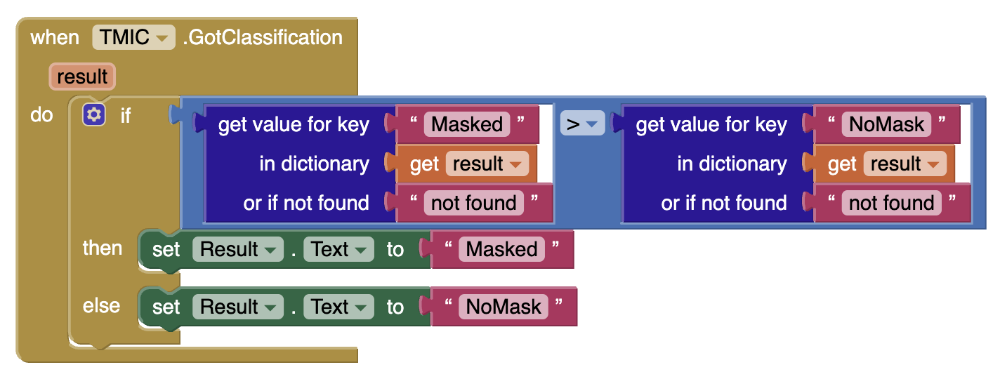 when TMIC .GotClassification
result
do if get value for key “ Masked ” > get value for key “ NoMask ”
in dictionary get result in dictionary get result
or if not found “ not found ” or if not found “ not found ”
then set Result . Text to “ Masked ”
else set Result . Text to “ NoMask ”